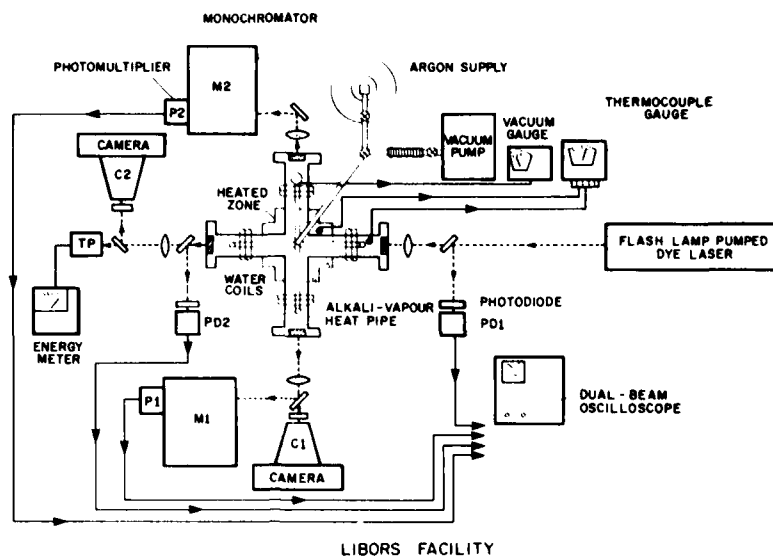 MONOCHROMATOR
PHOTOMULTIPLIER
M2
P2
ARGON SUPPLY
THERMOCUPLE
GAUGE
VACUUM
GAUGE
VACUUM
PUMP
CAMERA
C2
HEATED
ZONE
TP
FLASH LAMP PUMPED
DYE LASER
WATER
COILS
ENERGY
METER
PD2
ALKALI-VAPOUR
HEAT PIPE
PHOTODIODE
PD1
DUAL-BEAM
OSCILLOSCOPE
P1
M1
C1
CAMERA
LIBORS FACILITY